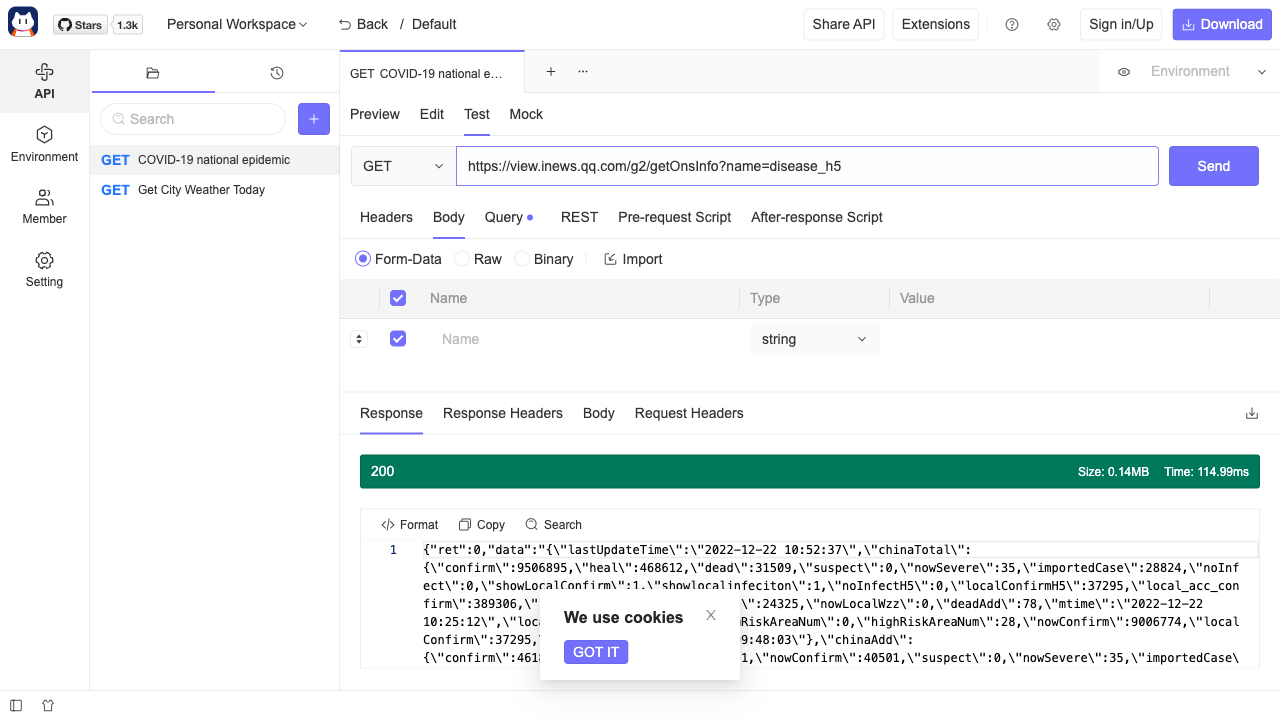 Stars 1.3k Personal Workspace Back / Default Share API Extensions Sign in/Up Download
API
Environment
Member
Setting
Search
GET COVID-19 national epidemic
GET Get City Weather Today
GET COVID-19 national e… Environment
Preview Edit Test Mock
GET https://view.inews.qq.com/g2/getOnsInfo?name=disease_h5 Send
Headers Body Query REST Pre-request Script After-response Script
Form-Data Raw Binary Import
Name Type Value
Name string
Response Response Headers Body Request Headers
200 Size: 0.14MB Time: 114.99ms
Format Copy Search
1 {"ret":0,"data":"{\"lastUpdateTime\":\"2022-12-22 10:52:37\",\"chinaTotal\":
{\"confirm\":9506895,\"heal\":468612,\"dead\":31509,\"suspect\":0,\"nowSevere\":35,\"importedCase\":28824,\"noInf
ect\":0,\"showLocalConfirm\":1,\"showlocalinfeciton\":1,\"noInfectH5\":0,\"localConfirmH5\":37295,\"local_acc_con
firm\":389306, \":24325,\"nowLocalWzz\":0,\"deadAdd\":78,\"mtime\":\"2022-12-22
10:25:12\",\"loc RiskAreaNum\":0,\"highRiskAreaNum\":28,\"nowConfirm\":9006774,\"local
Confirm\":37295, 9:48:03\"},\"chinaAdd\":
{\"confirm\":461 1,\"nowConfirm\":40501,\"suspect\":0,\"nowSevere\":35,\"importedCase\
We use cookies
GOT IT